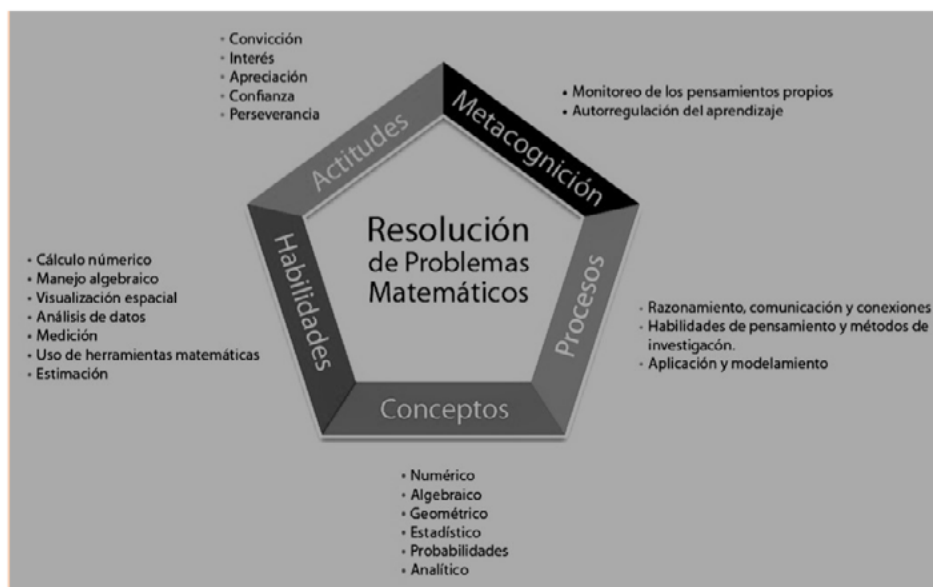 • Convicción
• Interés
• Apreciación
• Confianza
• Perseverancia
• Monitoreo de los pensamientos propios
• Autorregulación del aprendizaje
Actitudes
Metacognición
Resolución
de Problemas
Matemáticos
Habilidades
Procesos
Conceptos
• Cálculo númerico
• Manejo algebraico
• Visualización espacial
• Análisis de datos
• Medición
• Uso de herramientas matemáticas
• Estimación
• Razonamiento, comunicación y conexiones
• Habilidades de pensamiento y métodos de
investigacón.
• Aplicación y modelamiento
• Numérico
• Algebraico
• Geométrico
• Estadístico
• Probabilidades
• Analítico